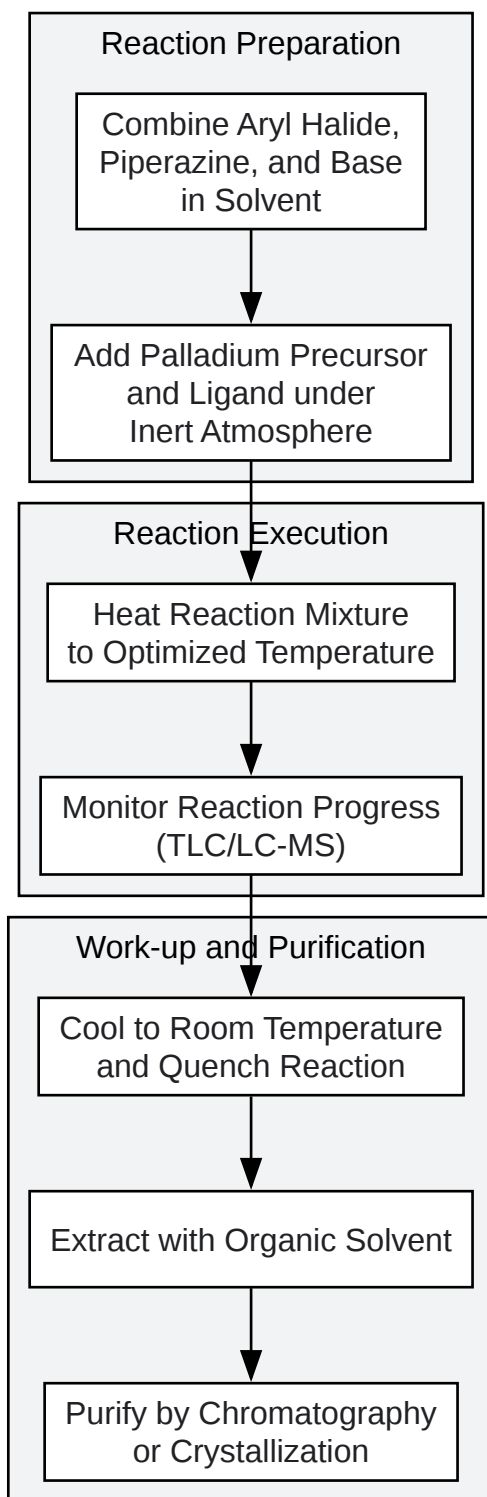 Reaction Preparation
Combine Aryl Halide,
Piperazine, and Base
in Solvent
Add Palladium Precursor
and Ligand under
Inert Atmosphere
Reaction Execution
Heat Reaction Mixture
to Optimized Temperature
Monitor Reaction Progress
(TLC/LC-MS)
Work-up and Purification
Cool to Room Temperature
and Quench Reaction
Extract with Organic Solvent
Purify by Chromatography
or Crystallization